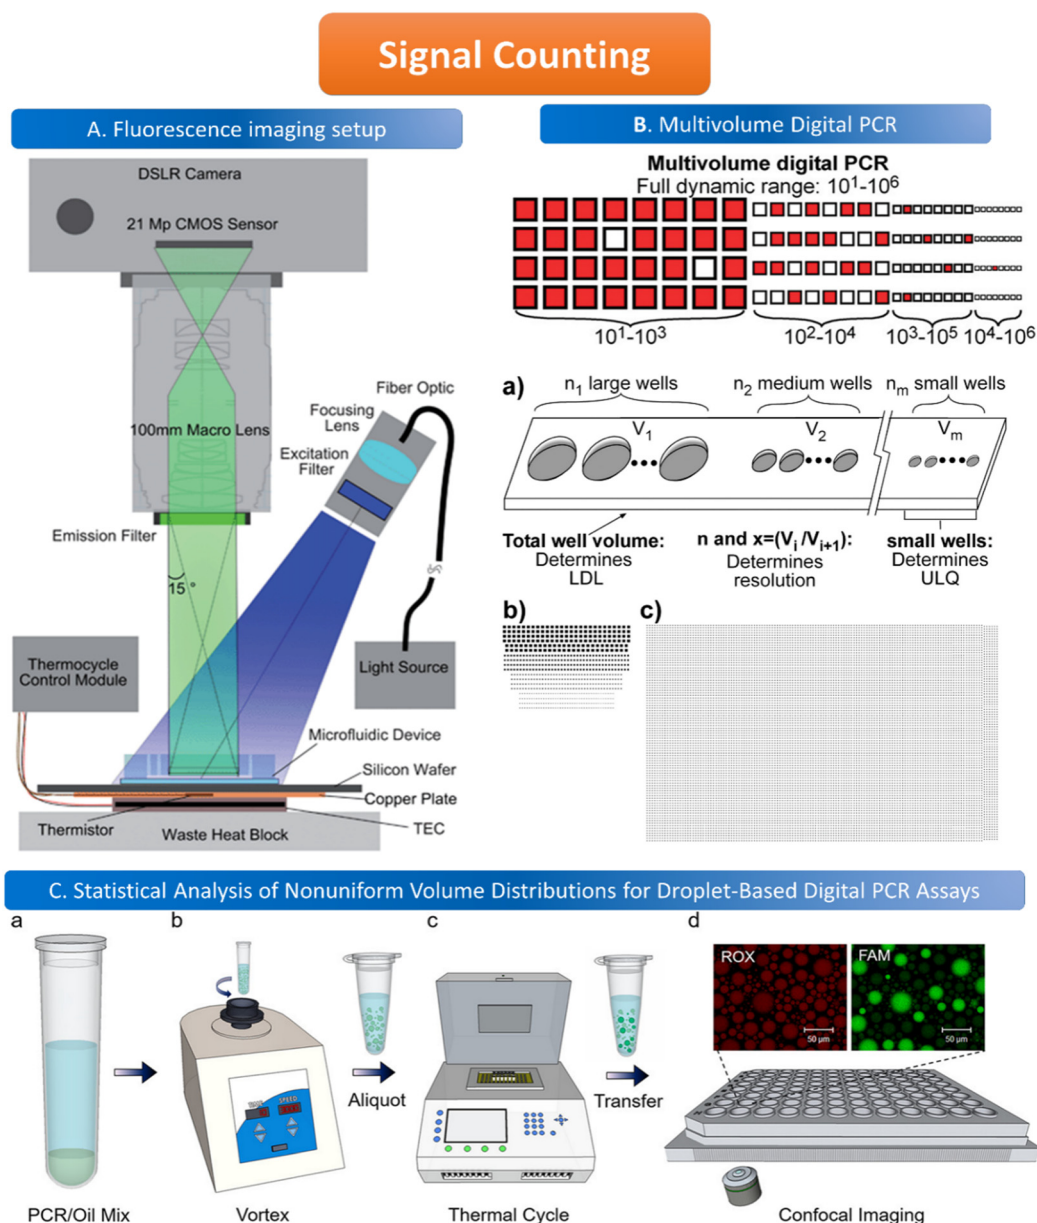 Signal Counting
A. Fluorescence imaging setup
DSLR Camera
21 Mp CMOS Sensor
100mm Macro Lens
Fiber Optic
Focusing
Lens
Excitation
Filter
Emission Filter
15 °
Thermocycle
Control Module
Light Source
Microfluidic Device
Silicon Wafer
Copper Plate
Thermistor
TEC
Waste Heat Block
B. Multivolume Digital PCR
Multivolume digital PCR
Full dynamic range: 10¹-10⁶
10¹-10³
10²-10⁴
10³-10⁵
10⁴-10⁶
a)
n₁ large wells
n₂ medium wells
nₘ small wells
V₁
V₂
Vₘ
Total well volume:
Determines
LDL
n and x=(Vᵢ/Vᵢ₊₁):
Determines
resolution
small wells:
Determines
ULQ
b)
c)
C. Statistical Analysis of Nonuniform Volume Distributions for Droplet-Based Digital PCR Assays
a
b
c
d
ROX
50 µm
FAM
50 µm
SPEED
Aliquot
Transfer
PCR/Oil Mix
Vortex
Thermal Cycle
Confocal Imaging